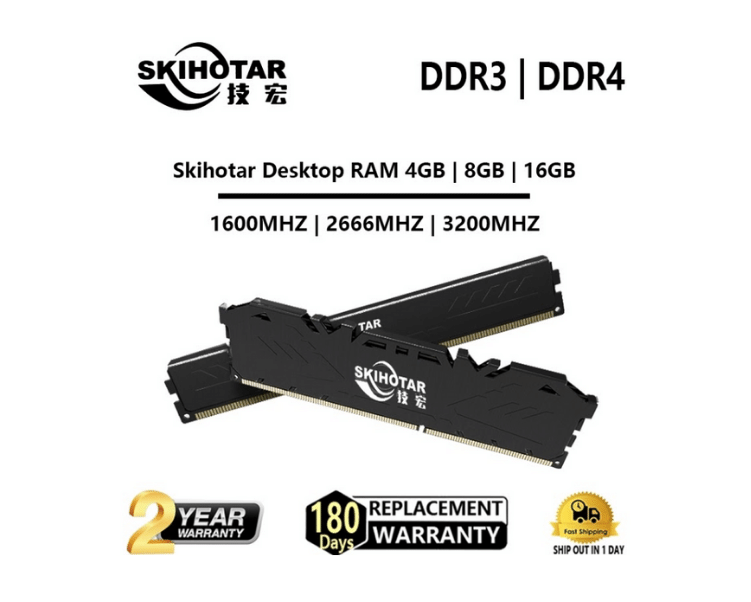 SKIHOTAR
技 宏
DDR3 | DDR4
Skihotar Desktop RAM 4GB | 8GB | 16GB
1600MHZ | 2666MHZ | 3200MHZ
TAR
SKIHOTAR
技 宏
2 YEAR
WARRANTY
180
Days
REPLACEMENT
WARRANTY
Fast Shipping
SHIP OUT IN 1 DAY